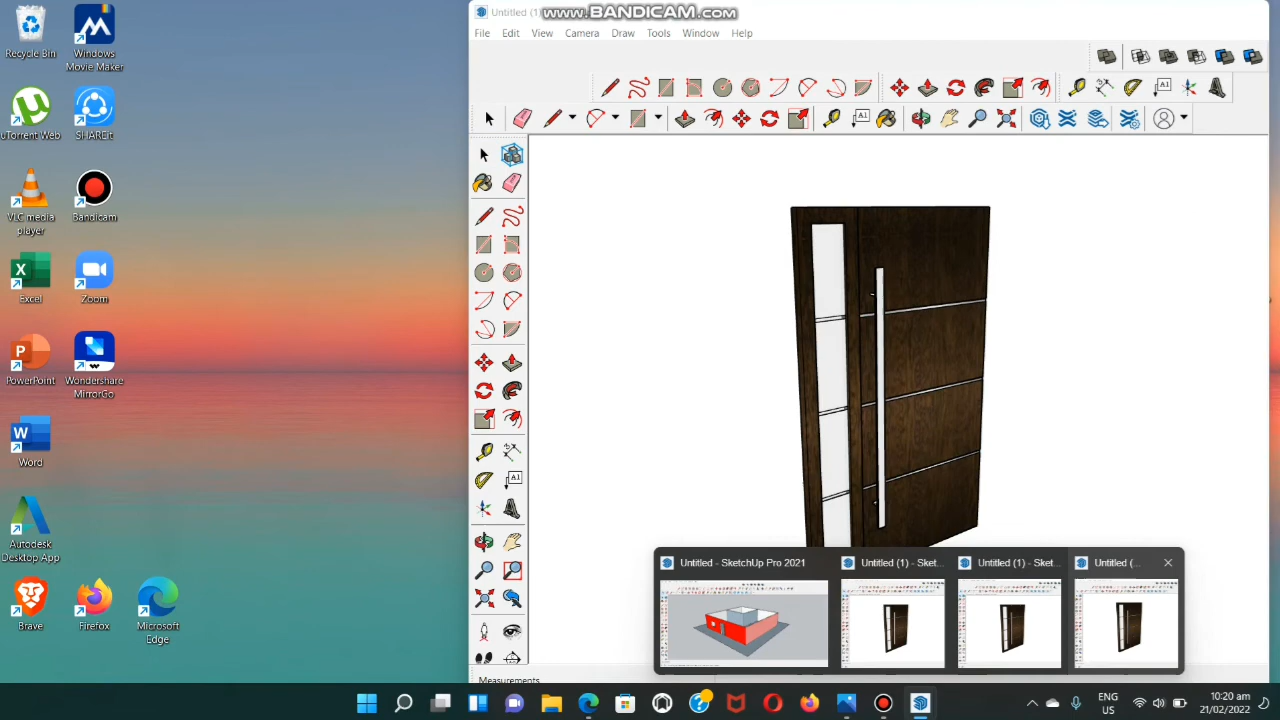 Untitled (1)
www.BANDICAM.com
File Edit View Camera Draw Tools Window Help
Recycle Bin
Windows
Movie Maker
uTorrent Web
SHAREit
VLC media
player
Bandicam
Excel
Zoom
PowerPoint
Wondershare
MirrorGo
Word
Autodesk
Desktop App
Brave
Firefox
Microsoft
Edge
Untitled - SketchUp Pro 2021
Untitled (1) - Sket...
Untitled (1) - Sket...
Untitled (...
Measurements
ENG
US
10:20 am
21/02/2022